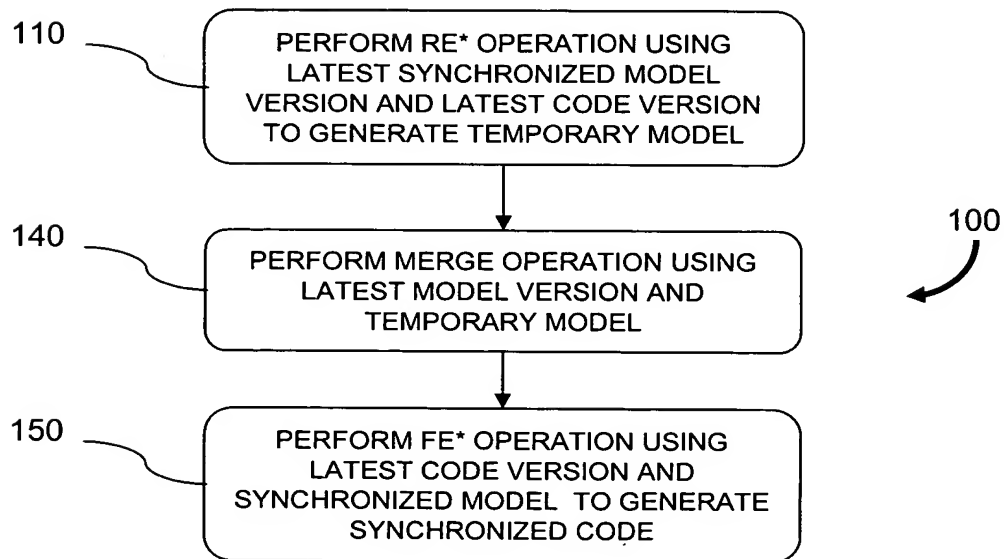 110
PERFORM RE* OPERATION USING
LATEST SYNCHRONIZED MODEL
VERSION AND LATEST CODE VERSION
TO GENERATE TEMPORARY MODEL
140
PERFORM MERGE OPERATION USING
LATEST MODEL VERSION AND
TEMPORARY MODEL
100
150
PERFORM FE* OPERATION USING
LATEST CODE VERSION AND
SYNCHRONIZED MODEL TO GENERATE
SYNCHRONIZED CODE